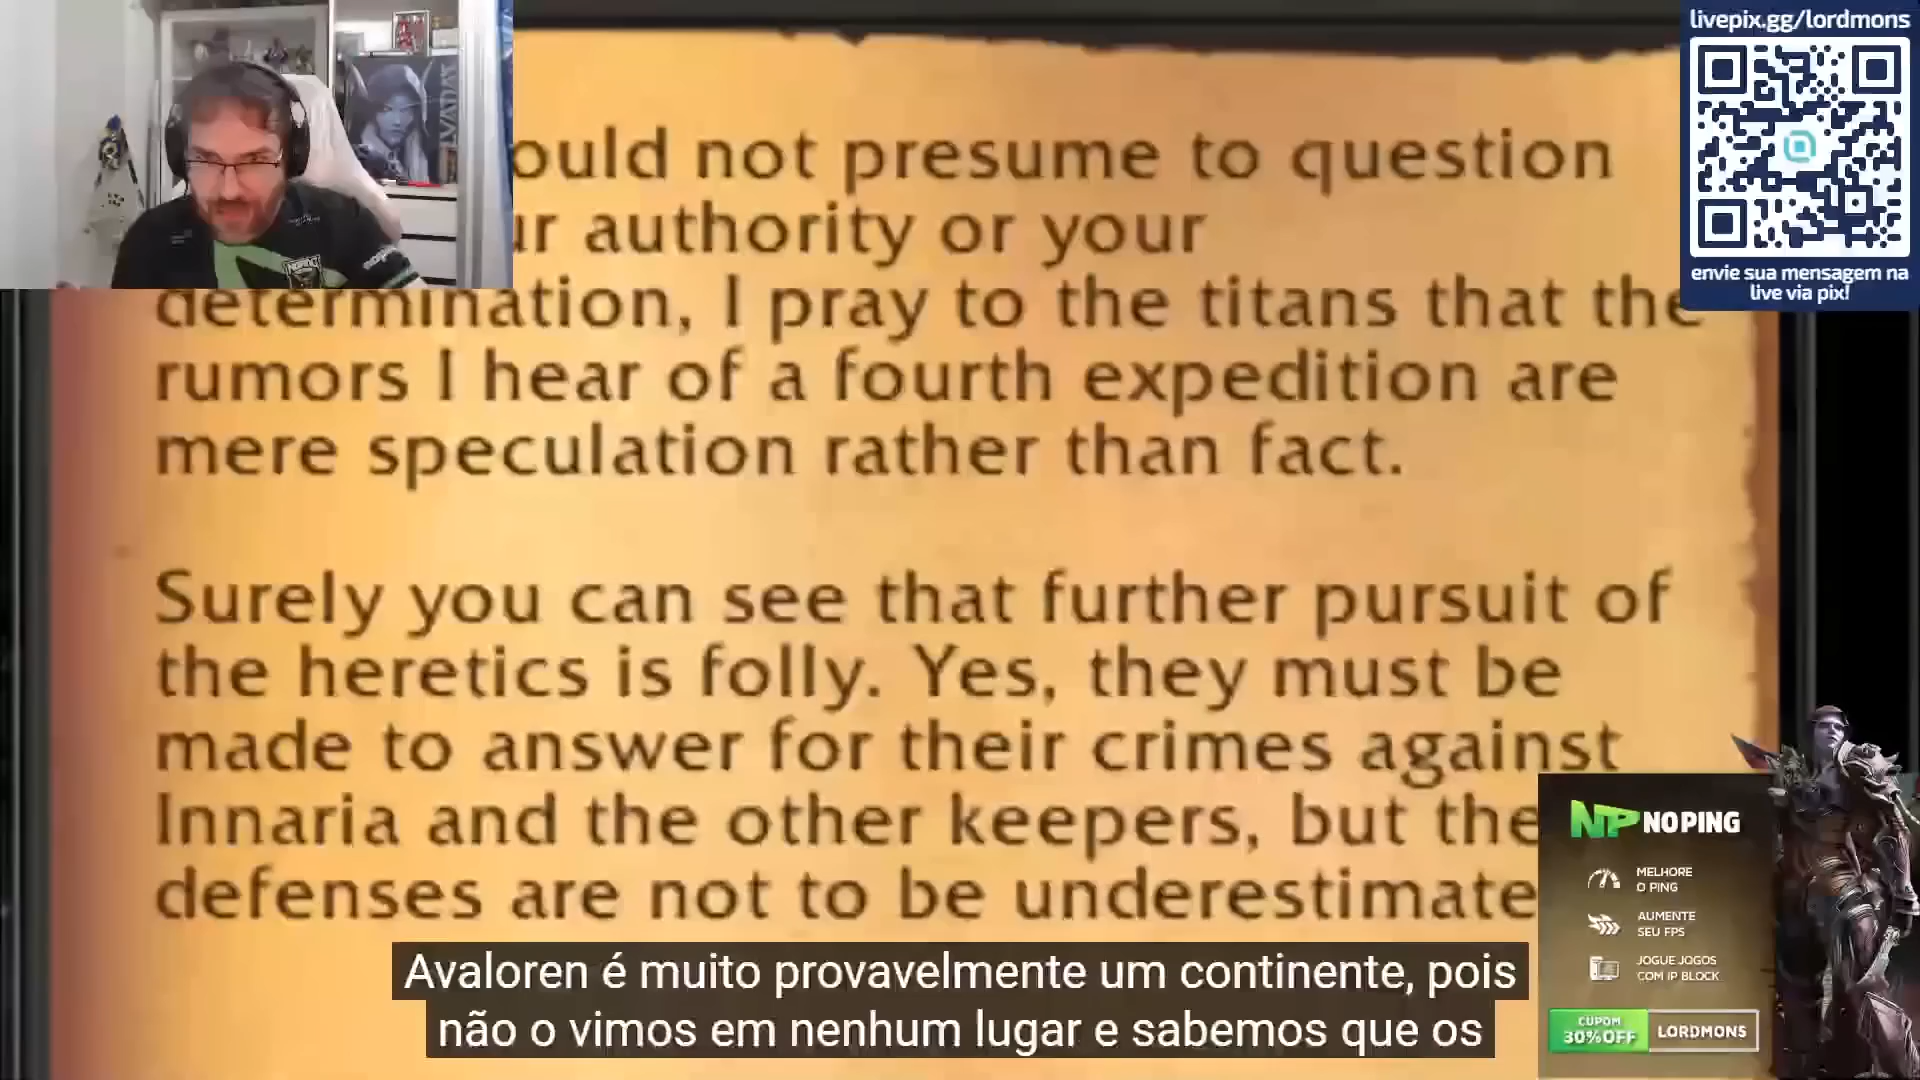 livepix.gg/lordmons
envie sua mensagem na
live via pix!
not presume to question
authority or your
determination, I pray to the titans that the
rumors I hear of a fourth expedition are
mere speculation rather than fact.
Surely you can see that further pursuit of
the heretics is folly. Yes, they must be
made to answer for their crimes against
Innaria and the other keepers, but the
defenses are not to be underestimate
NP NOPING
MELHORE
O PING
AUMENTE
SEU FPS
JOGUE JOGOS
COM IP BLOCK
CUPOM
30%OFF
LORDMONS
Avaloren é muito provavelmente um continente, pois
não o vimos em nenhum lugar e sabemos que os